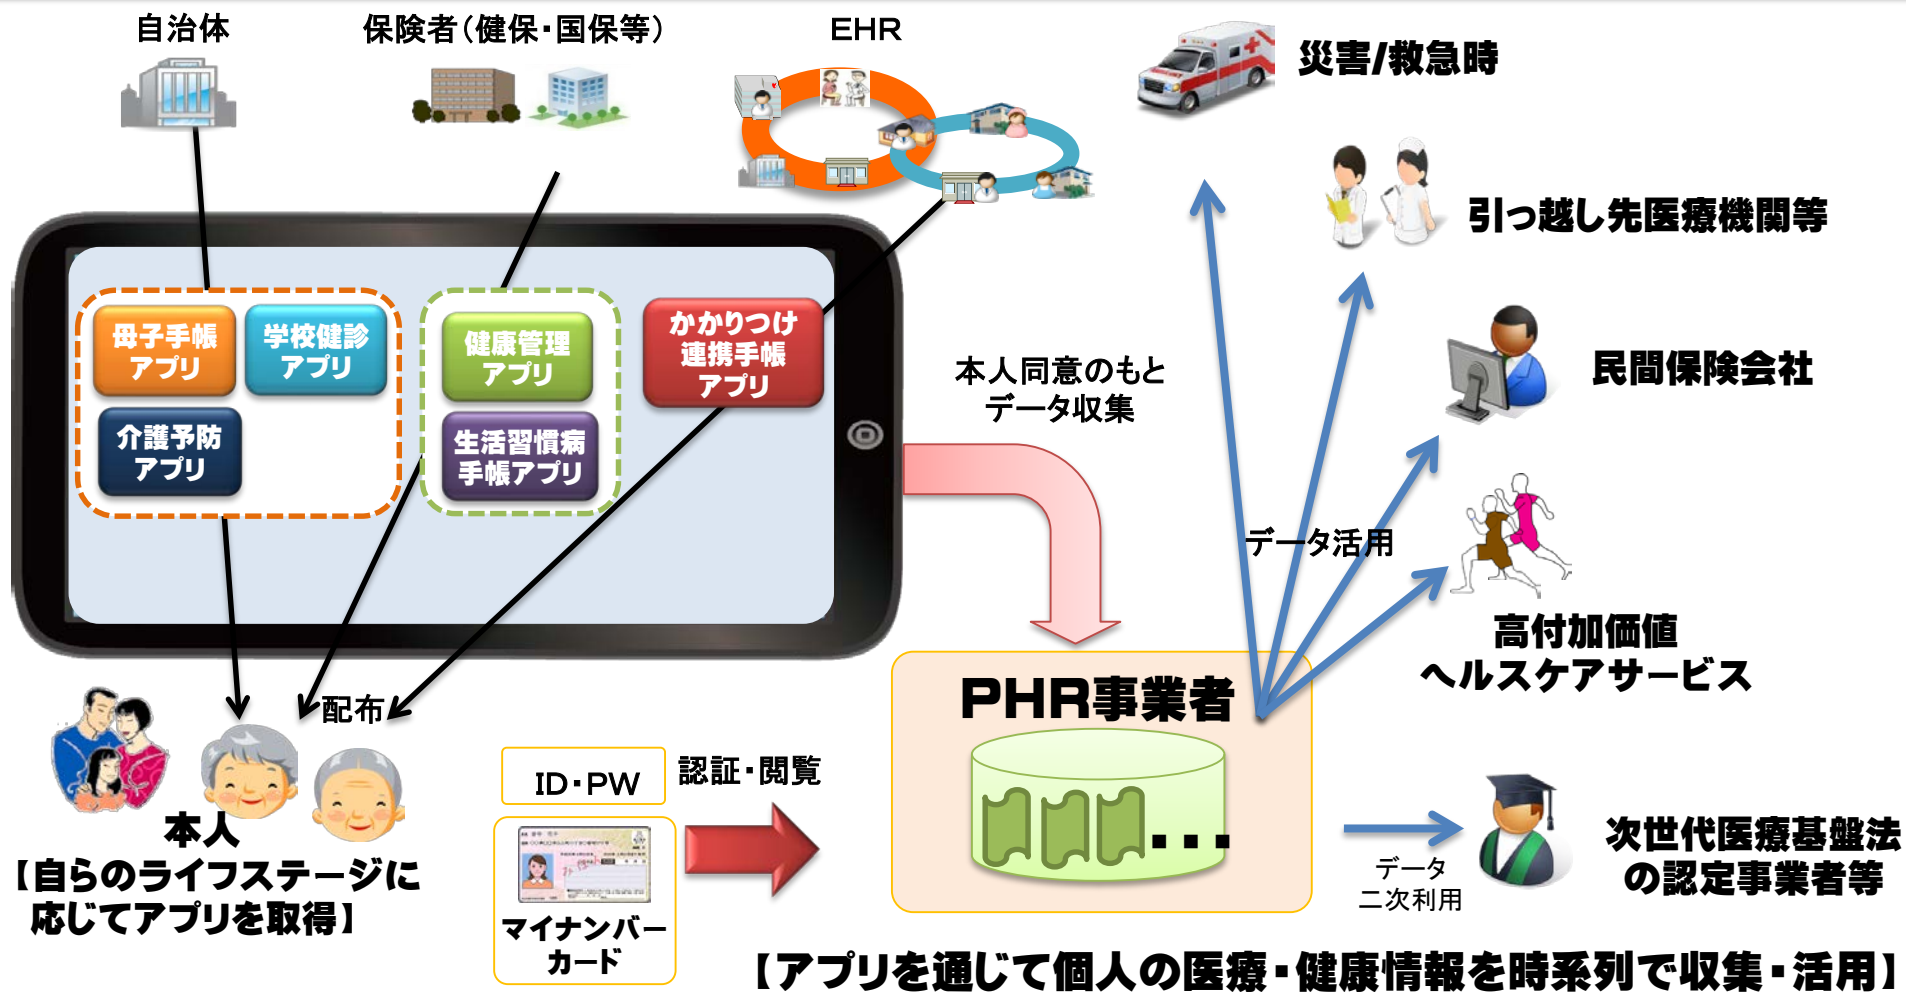 自治体
保険者（健保・国保等）
EHR
災害/救急時
引っ越し先医療機関等
民間保険会社
高付加価値
ヘルスケアサービス
母子手帳
アプリ
学校健診
アプリ
介護予防
アプリ
健康管理
アプリ
生活習慣病
手帳アプリ
かかりつけ
連携手帳
アプリ
本人同意のもと
データ収集
データ活用
配布
本人
【自らのライフステージに
応じてアプリを取得】
ID・PW
認証・閲覧
マイナンバー
カード
PHR事業者
...
データ
二次利用
次世代医療基盤法
の認定事業者等
【アプリを通じて個人の医療・健康情報を時系列で収集・活用】